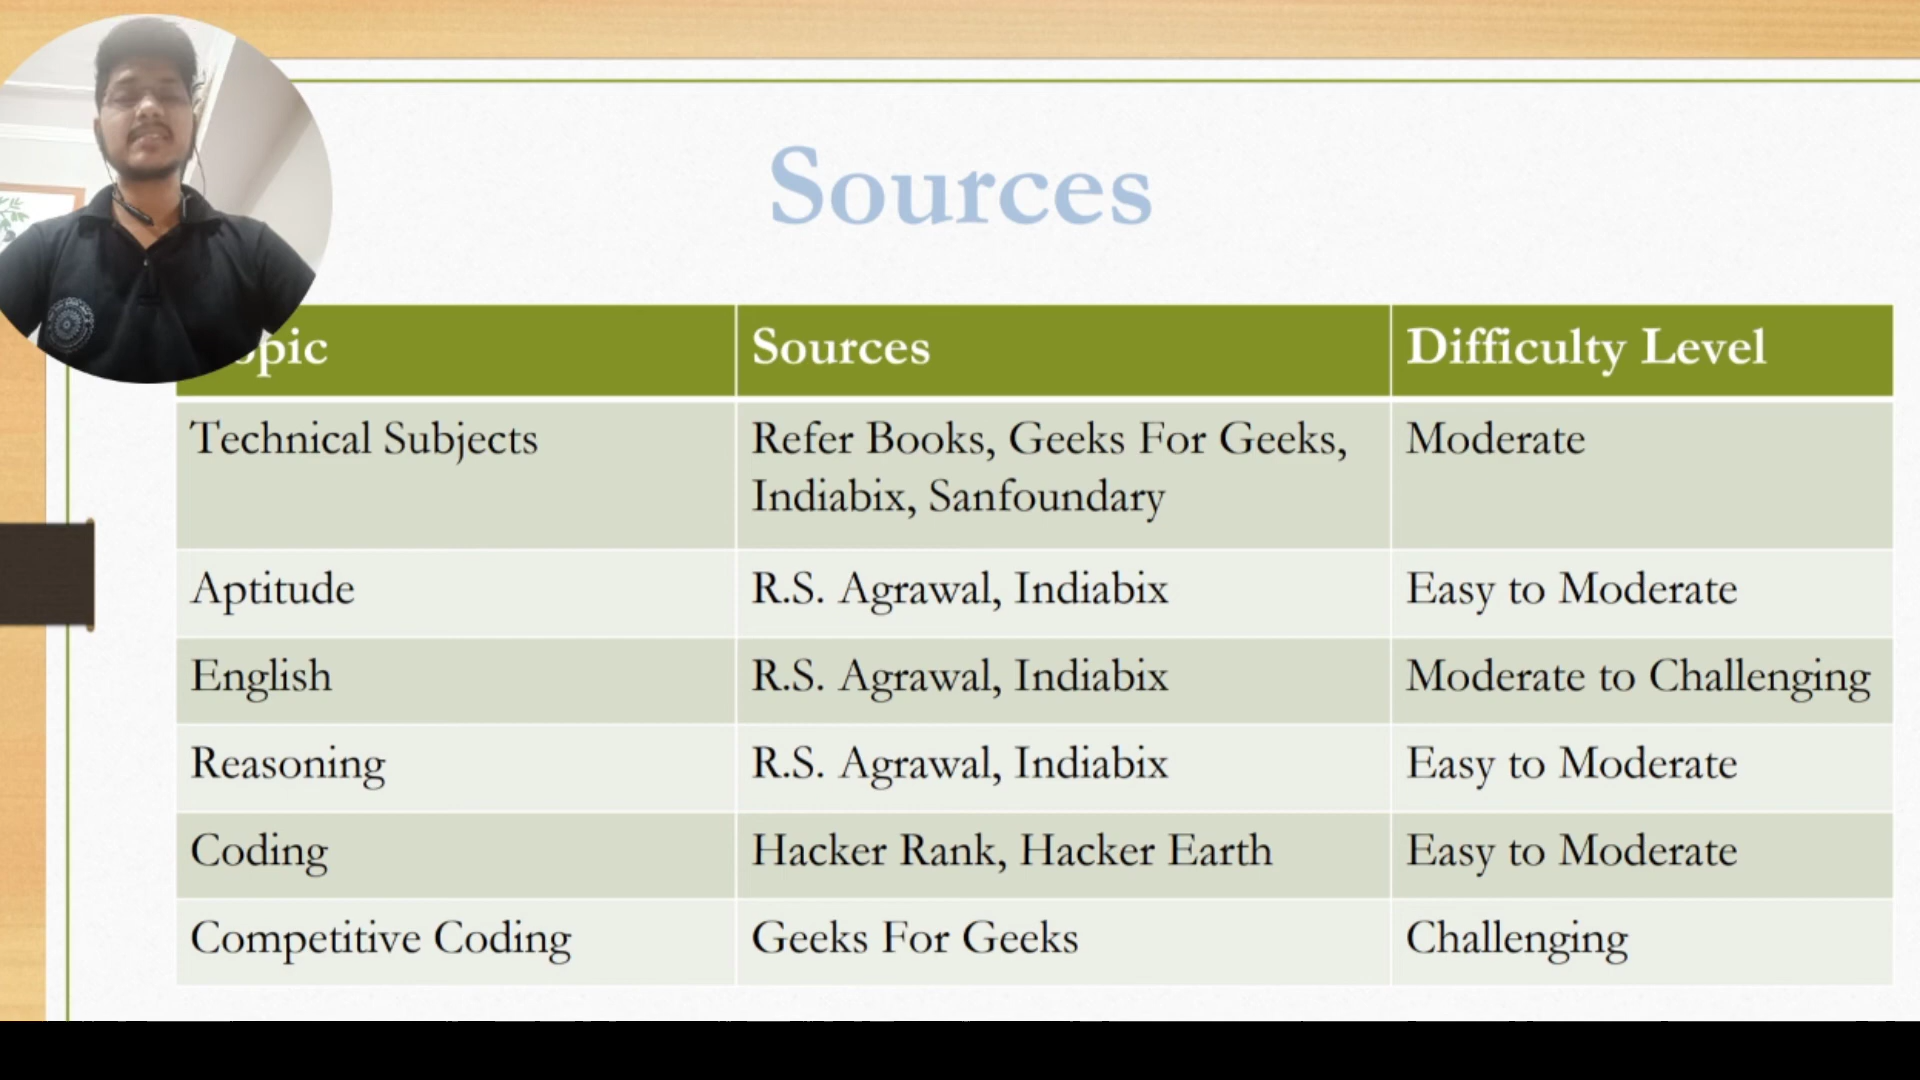 Sources
Sources
Difficulty Level
Technical Subjects
Refer Books, Geeks For Geeks,
Indiabix, Sanfoundary
Moderate
Aptitude
R.S. Agrawal, Indiabix
Easy to Moderate
English
R.S. Agrawal, Indiabix
Moderate to Challenging
Reasoning
R.S. Agrawal, Indiabix
Easy to Moderate
Coding
Hacker Rank, Hacker Earth
Easy to Moderate
Competitive Coding
Geeks For Geeks
Challenging